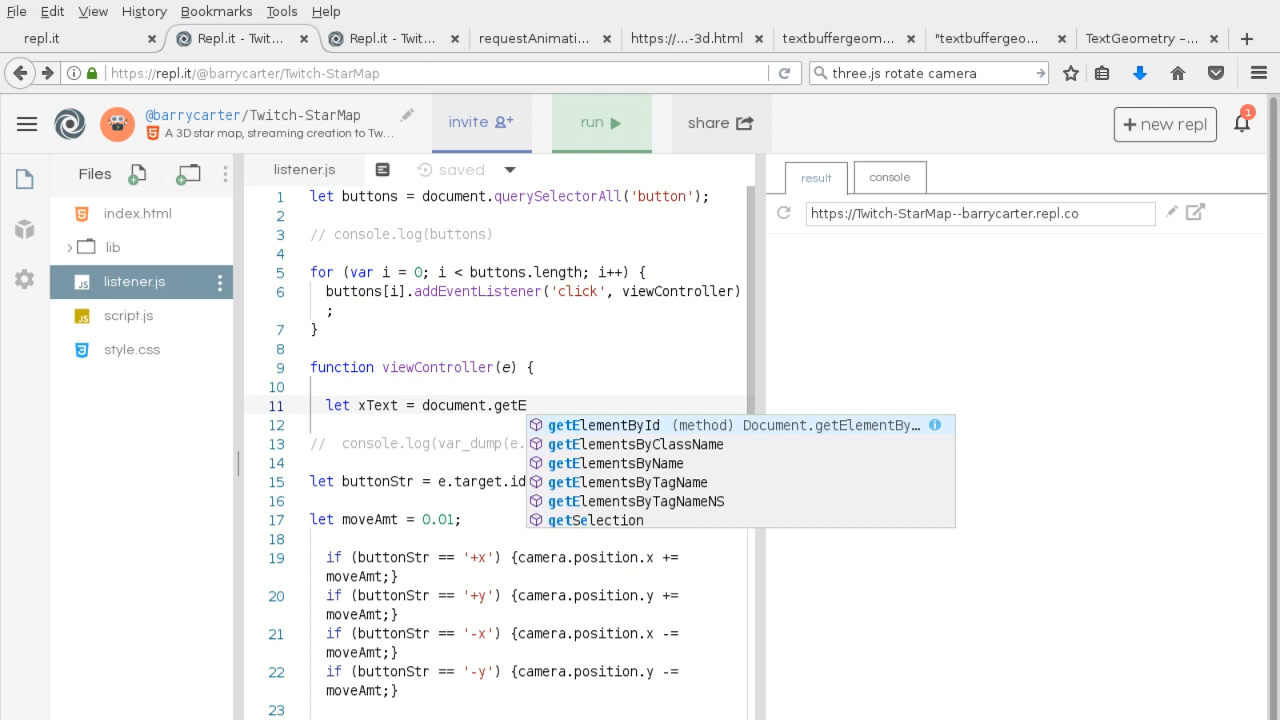 File Edit View History Bookmarks Tools Help
repl.it Repl.it - Twit... Repl.it - Twit... requestAnimati... https://...-3d.html textbuffergeom... "textbuffergeo... TextGeometry –...
https://repl.it/@barrycarter/Twitch-StarMap three.js rotate camera
@barrycarter/Twitch-StarMap
A 3D star map, streaming creation to Tw...
invite run share + new repl 1
Files listener.js saved result console
index.html
lib
listener.js
script.js
style.css
https://Twitch-StarMap--barrycarter.repl.co
1 let buttons = document.querySelectorAll('button');
2
3 // console.log(buttons)
4
5 for (var i = 0; i < buttons.length; i++) {
6 buttons[i].addEventListener('click', viewController)
;
7 }
8
9 function viewController(e) {
10
11 let xText = document.getE
12
getElementById (method) Document.getElementBy...
getElementsByClassName
getElementsByName
getElementsByTagName
getElementsByTagNameNS
getSelection
13 // console.log(var_dump(e.
14
15 let buttonStr = e.target.id
16
17 let moveAmt = 0.01;
18
19 if (buttonStr == '+x') {camera.position.x +=
moveAmt;}
20 if (buttonStr == '+y') {camera.position.y +=
moveAmt;}
21 if (buttonStr == '-x') {camera.position.x -=
moveAmt;}
22 if (buttonStr == '-y') {camera.position.y -=
moveAmt;}
23